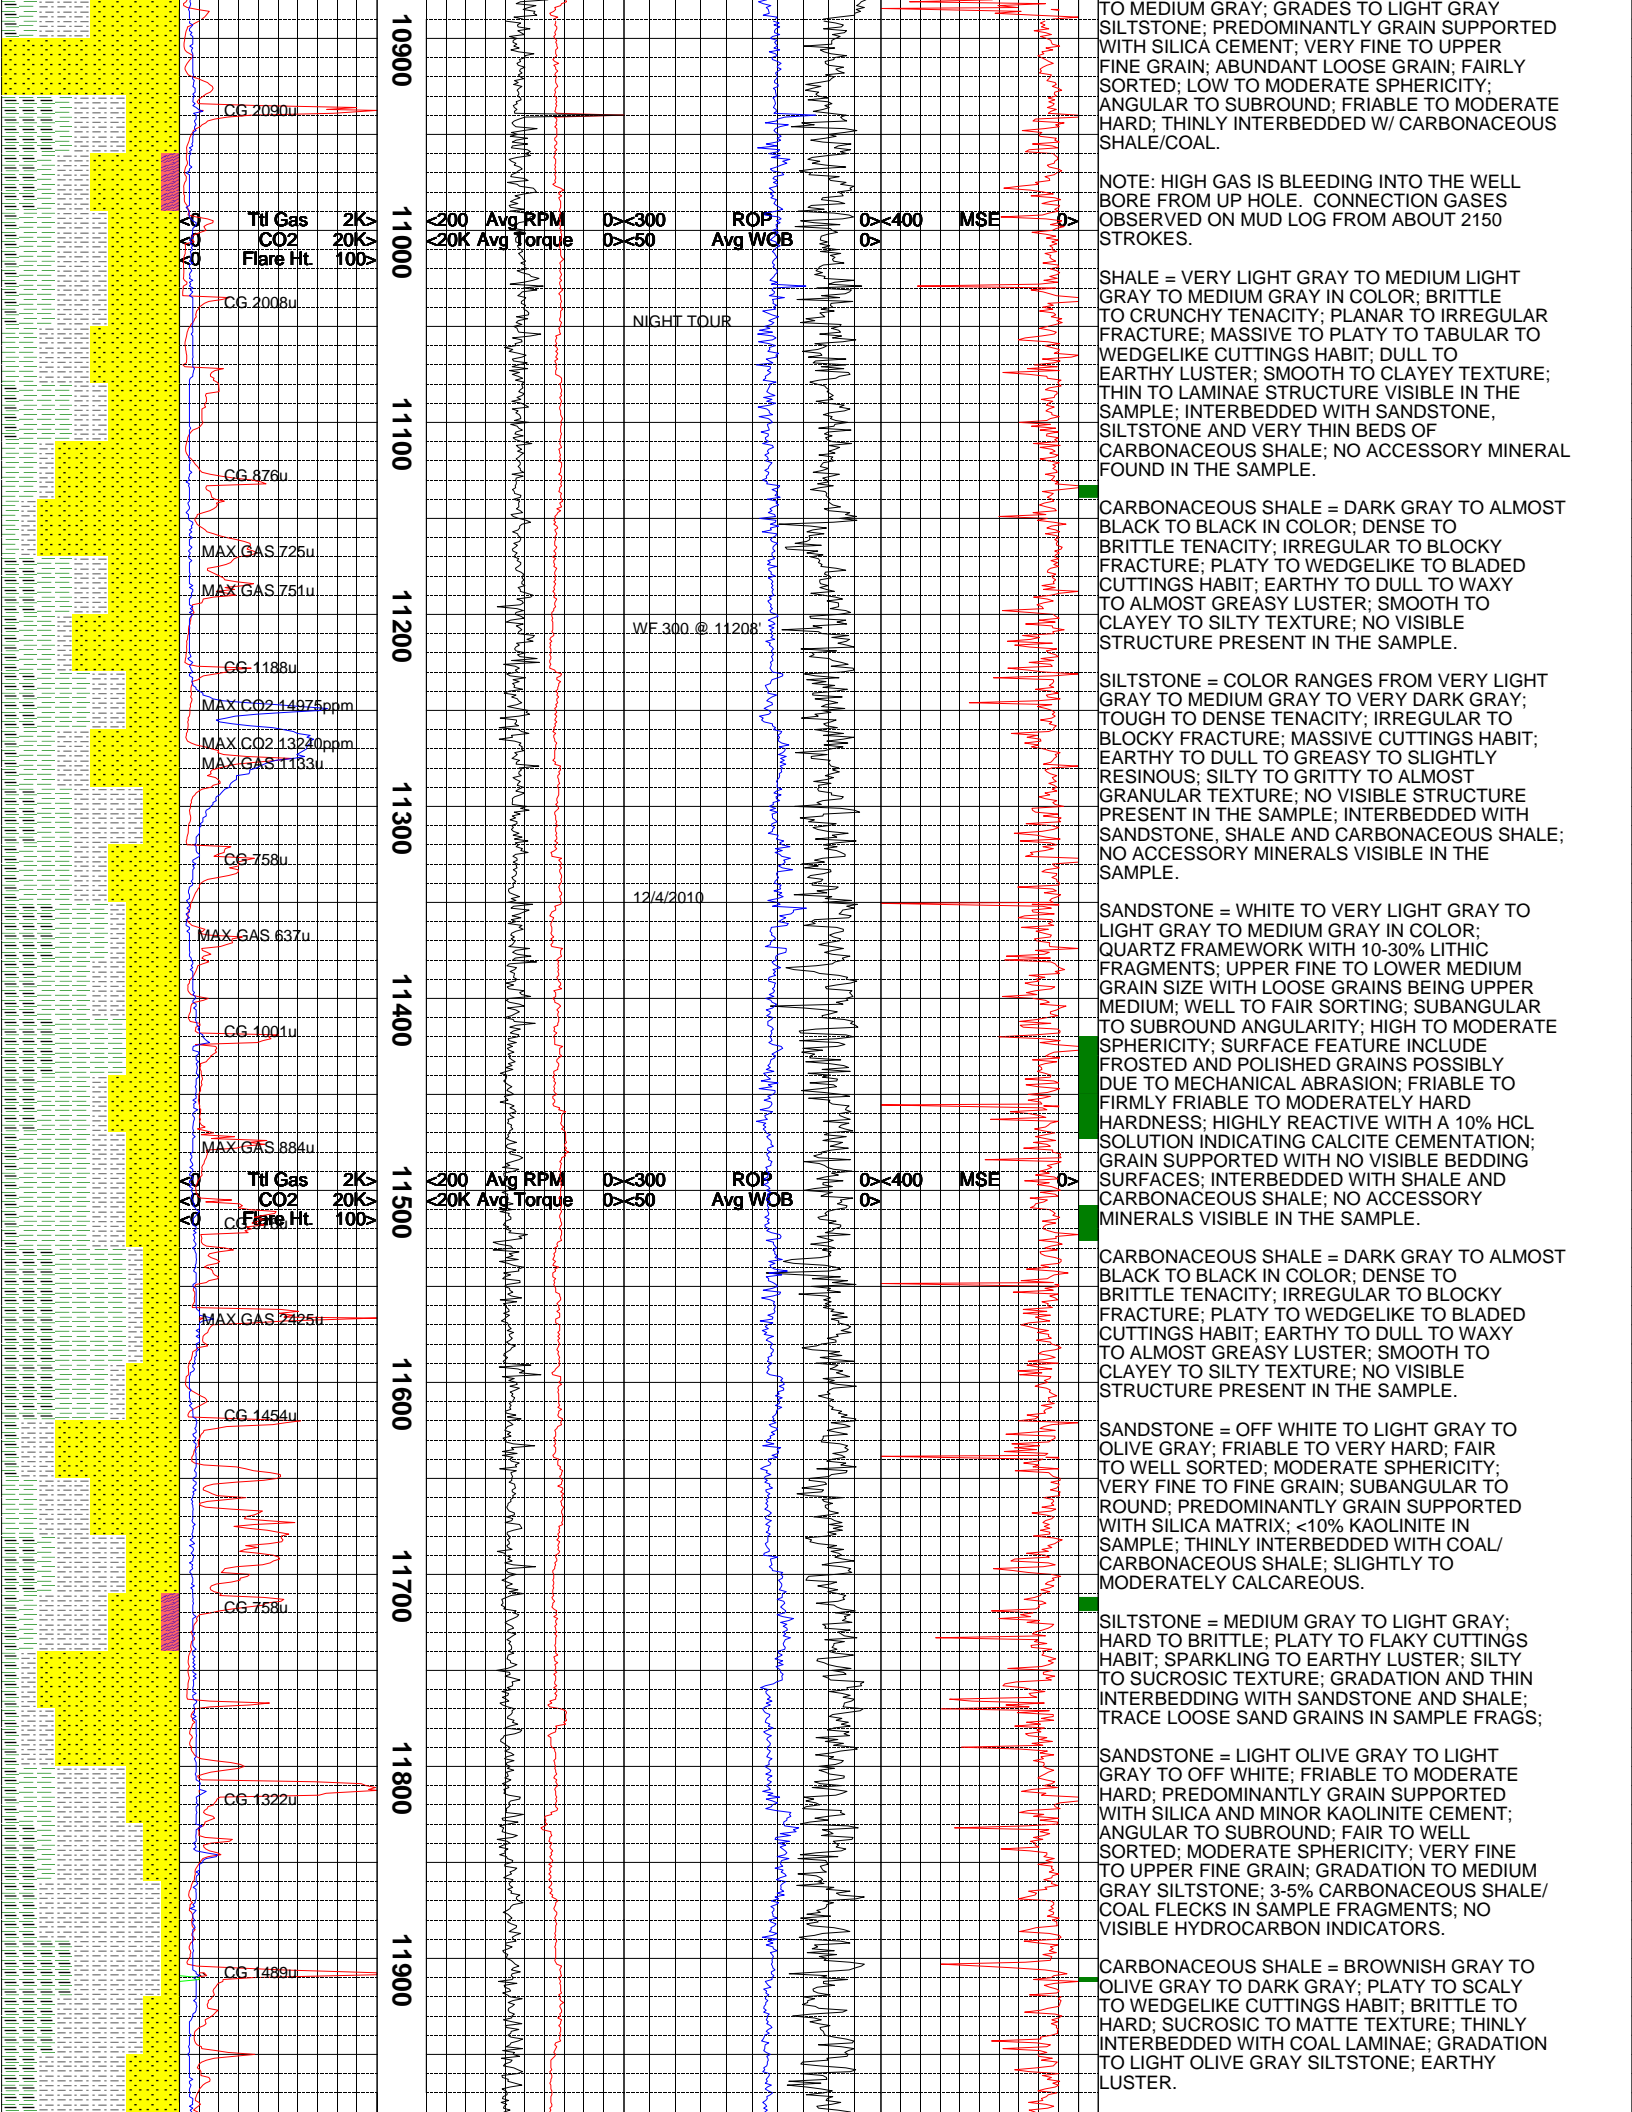 10900
CG 2090u
<0 Ttl Gas 2K>
<0 CO2 20K>
<0 Flare Ht. 100>
11000
<200 Avg RPM 0>
<20K Avg Torque 0>
<300 ROP 0>
<50 Avg WOB 0>
<400 MSE 0>
CG 2008u
NIGHT TOUR
11100
CG 876u
MAX GAS 725u
MAX GAS 751u
11200
WF 300 @ 11208'
CG 1188u
MAX CO2 14975ppm
MAX CO2 13240ppm
MAX GAS 1133u
11300
CG 758u
12/4/2010
MAX GAS 637u
11400
CG 1001u
MAX GAS 884u
<0 Ttl Gas 2K>
<0 CO2 20K>
<0 Flare Ht. 100>
11500
<200 Avg RPM 0>
<20K Avg Torque 0>
<300 ROP 0>
<50 Avg WOB 0>
<400 MSE 0>
MAX GAS 2425u
11600
CG 1454u
11700
CG 758u
11800
CG 1322u
11900
CG 1489u
TO MEDIUM GRAY; GRADES TO LIGHT GRAY
SILTSTONE; PREDOMINANTLY GRAIN SUPPORTED
WITH SILICA CEMENT; VERY FINE TO UPPER
FINE GRAIN; ABUNDANT LOOSE GRAIN; FAIRLY
SORTED; LOW TO MODERATE SPHERICITY;
ANGULAR TO SUBROUND; FRIABLE TO MODERATE
HARD; THINLY INTERBEDDED W/ CARBONACEOUS
SHALE/COAL.
NOTE: HIGH GAS IS BLEEDING INTO THE WELL
BORE FROM UP HOLE. CONNECTION GASES
OBSERVED ON MUD LOG FROM ABOUT 2150
STROKES.
SHALE = VERY LIGHT GRAY TO MEDIUM LIGHT
GRAY TO MEDIUM GRAY IN COLOR; BRITTLE
TO CRUNCHY TENACITY; PLANAR TO IRREGULAR
FRACTURE; MASSIVE TO PLATY TO TABULAR TO
WEDGELIKE CUTTINGS HABIT; DULL TO
EARTHY LUSTER; SMOOTH TO CLAYEY TEXTURE;
THIN TO LAMINAE STRUCTURE VISIBLE IN THE
SAMPLE; INTERBEDDED WITH SANDSTONE,
SILTSTONE AND VERY THIN BEDS OF
CARBONACEOUS SHALE; NO ACCESSORY MINERAL
FOUND IN THE SAMPLE.
CARBONACEOUS SHALE = DARK GRAY TO ALMOST
BLACK TO BLACK IN COLOR; DENSE TO
BRITTLE TENACITY; IRREGULAR TO BLOCKY
FRACTURE; PLATY TO WEDGELIKE TO BLADED
CUTTINGS HABIT; EARTHY TO DULL TO WAXY
TO ALMOST GREASY LUSTER; SMOOTH TO
CLAYEY TO SILTY TEXTURE; NO VISIBLE
STRUCTURE PRESENT IN THE SAMPLE.
SILTSTONE = COLOR RANGES FROM VERY LIGHT
GRAY TO MEDIUM GRAY TO VERY DARK GRAY;
TOUGH TO DENSE TENACITY; IRREGULAR TO
BLOCKY FRACTURE; MASSIVE CUTTINGS HABIT;
EARTHY TO DULL TO GREASY TO SLIGHTLY
RESINOUS; SILTY TO GRITTY TO ALMOST
GRANULAR TEXTURE; NO VISIBLE STRUCTURE
PRESENT IN THE SAMPLE; INTERBEDDED WITH
SANDSTONE, SHALE AND CARBONACEOUS SHALE;
NO ACCESSORY MINERALS VISIBLE IN THE
SAMPLE.
SANDSTONE = WHITE TO VERY LIGHT GRAY TO
LIGHT GRAY TO MEDIUM GRAY IN COLOR;
QUARTZ FRAMEWORK WITH 10-30% LITHIC
FRAGMENTS; UPPER FINE TO LOWER MEDIUM
GRAIN SIZE WITH LOOSE GRAINS BEING UPPER
MEDIUM; WELL TO FAIR SORTING; SUBANGULAR
TO SUBROUND ANGULARITY; HIGH TO MODERATE
SPHERICITY; SURFACE FEATURE INCLUDE
FROSTED AND POLISHED GRAINS POSSIBLY
DUE TO MECHANICAL ABRASION; FRIABLE TO
FIRMLY FRIABLE TO MODERATELY HARD
HARDNESS; HIGHLY REACTIVE WITH A 10% HCL
SOLUTION INDICATING CALCITE CEMENTATION;
GRAIN SUPPORTED WITH NO VISIBLE BEDDING
SURFACES; INTERBEDDED WITH SHALE AND
CARBONACEOUS SHALE; NO ACCESSORY
MINERALS VISIBLE IN THE SAMPLE.
CARBONACEOUS SHALE = DARK GRAY TO ALMOST
BLACK TO BLACK IN COLOR; DENSE TO
BRITTLE TENACITY; IRREGULAR TO BLOCKY
FRACTURE; PLATY TO WEDGELIKE TO BLADED
CUTTINGS HABIT; EARTHY TO DULL TO WAXY
TO ALMOST GREASY LUSTER; SMOOTH TO
CLAYEY TO SILTY TEXTURE; NO VISIBLE
STRUCTURE PRESENT IN THE SAMPLE.
SANDSTONE = OFF WHITE TO LIGHT GRAY TO
OLIVE GRAY; FRIABLE TO VERY HARD; FAIR
TO WELL SORTED; MODERATE SPHERICITY;
VERY FINE TO FINE GRAIN; SUBANGULAR TO
ROUND; PREDOMINANTLY GRAIN SUPPORTED
WITH SILICA MATRIX; <10% KAOLINITE IN
SAMPLE; THINLY INTERBEDDED WITH COAL/
CARBONACEOUS SHALE; SLIGHTLY TO
MODERATELY CALCAREOUS.
SILTSTONE = MEDIUM GRAY TO LIGHT GRAY;
HARD TO BRITTLE; PLATY TO FLAKY CUTTINGS
HABIT; SPARKLING TO EARTHY LUSTER; SILTY
TO SUCROSIC TEXTURE; GRADATION AND THIN
INTERBEDDING WITH SANDSTONE AND SHALE;
TRACE LOOSE SAND GRAINS IN SAMPLE FRAGS;
SANDSTONE = LIGHT OLIVE GRAY TO LIGHT
GRAY TO OFF WHITE; FRIABLE TO MODERATE
HARD; PREDOMINANTLY GRAIN SUPPORTED
WITH SILICA AND MINOR KAOLINITE CEMENT;
ANGULAR TO SUBROUND; FAIR TO WELL
SORTED; MODERATE SPHERICITY; VERY FINE
TO UPPER FINE GRAIN; GRADATION TO MEDIUM
GRAY SILTSTONE; 3-5% CARBONACEOUS SHALE/
COAL FLECKS IN SAMPLE FRAGMENTS; NO
VISIBLE HYDROCARBON INDICATORS.
CARBONACEOUS SHALE = BROWNISH GRAY TO
OLIVE GRAY TO DARK GRAY; PLATY TO SCALY
TO WEDGELIKE CUTTINGS HABIT; BRITTLE TO
HARD; SUCROSIC TO MATTE TEXTURE; THINLY
INTERBEDDED WITH COAL LAMINAE; GRADATION
TO LIGHT OLIVE GRAY SILTSTONE; EARTHY
LUSTER.